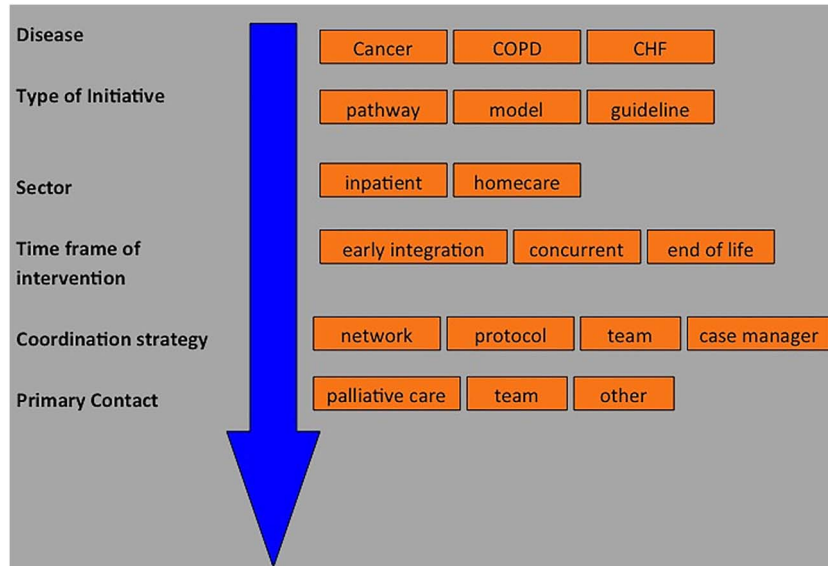 Disease
Cancer COPD CHF
Type of Initiative
pathway model guideline
Sector
inpatient homecare
Time frame of
intervention
early integration concurrent end of life
Coordination strategy
network protocol team case manager
Primary Contact
palliative care team other